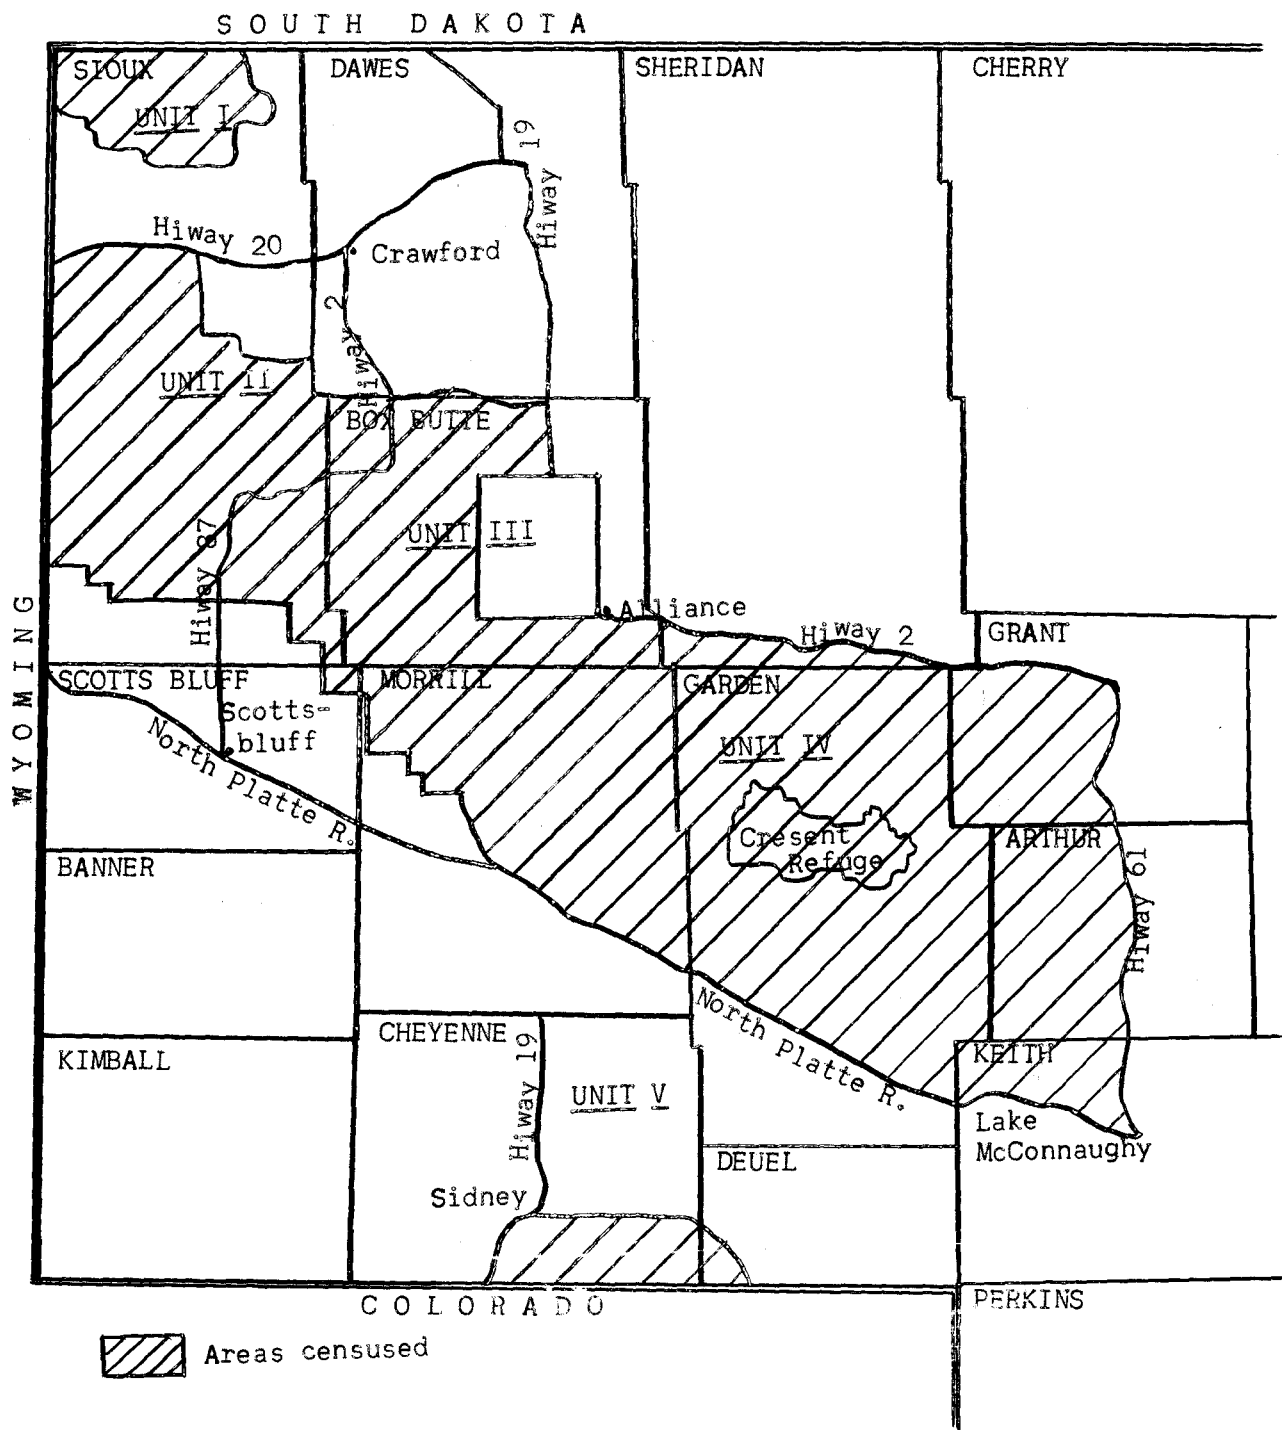 SOUTH DAKOTA
SIOUX
DAWES
SHERIDAN
CHERRY
UNIT I
Hiway 19
Hiway 20
Crawford
Hiway 2
UNIT II
BOX BUTTE
UNIT III
Hiway 87
Alliance
Hiway 2
GRANT
WYOMING
SCOTTS BLUFF
MORRILL
GARDEN
Scotts-
bluff
North Platte R.
UNIT IV
Cresent
Refuge
ARTHUR
BANNER
Hiway 61
North Platte R.
CHEYENNE
Hiway 19
KIMBALL
KEITH
UNIT V
Lake
McConnaughy
DEUEL
Sidney
COLORADO
PERKINS
Areas censused